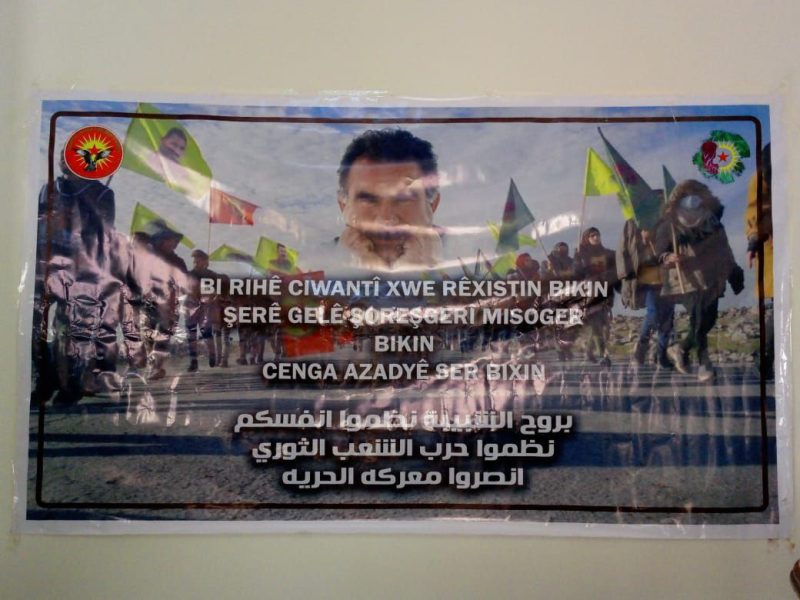 BI RIHÊ CIWANTÎ XWE RÊXISTIN BIKIN
ŞERÊ GELÊ ŞOREŞGERÎ MISOGER
BIKIN
CENGA AZADYÊ SER BIXIN
بروح الشبيبة نظموا انفسكم
نظموا حرب الشعب الثوري
انصروا معركه الحريه